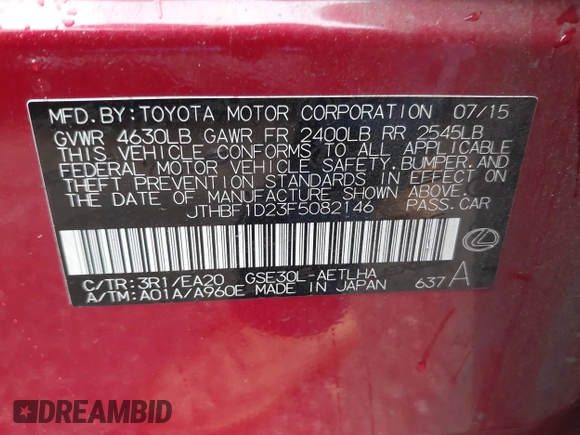 MFD.BY:TOYOTA MOTOR CORPORATION 07/15
GVWR 4630LB GAWR FR 2400LB RR 2545LB
THIS VEHICLE CONFORMS TO ALL APPLICABLE
FEDERAL MOTOR VEHICLE SAFETY, BUMPER, AND
THEFT PREVENTION STANDARDS IN EFFECT ON
THE DATE OF MANUFACTURE SHOWN ABOVE.
JTHBF1D23F5082146 PASS.CAR
C/TR:3R1/EA20 GSE30L-AETLHA
A/TM:A01A/A960E MADE IN JAPAN 637 A
DREAMBID